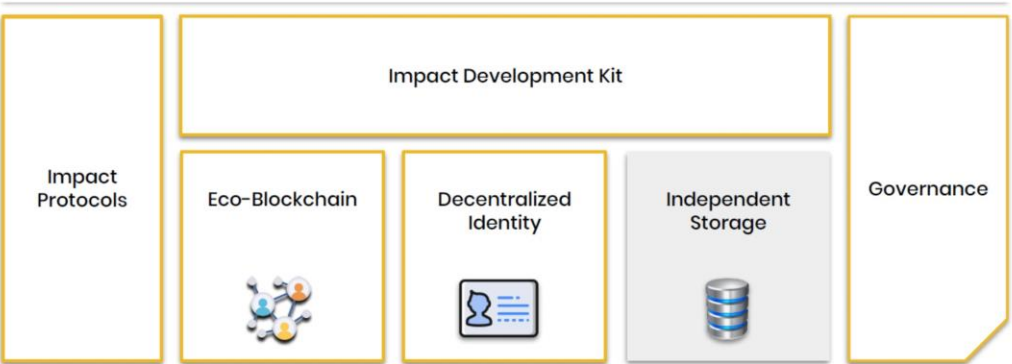 Impact Development Kit
Impact
Protocols
Eco-Blockchain
Decentralized
Identity
Independent
Storage
Governance